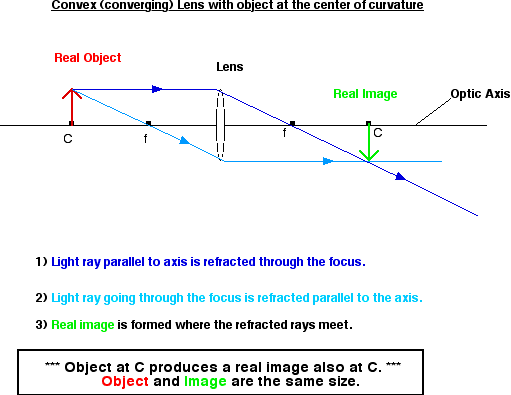 Convex (converging) Lens with object at the center of curvature
Real Object
Lens
Real Image
Optic Axis
C
f
f
C
1) Light ray parallel to axis is refracted through the focus.
2) Light ray going through the focus is refracted parallel to the axis.
3) Real image is formed where the refracted rays meet.
*** Object at C produces a real image also at C. ***
Object and Image are the same size.